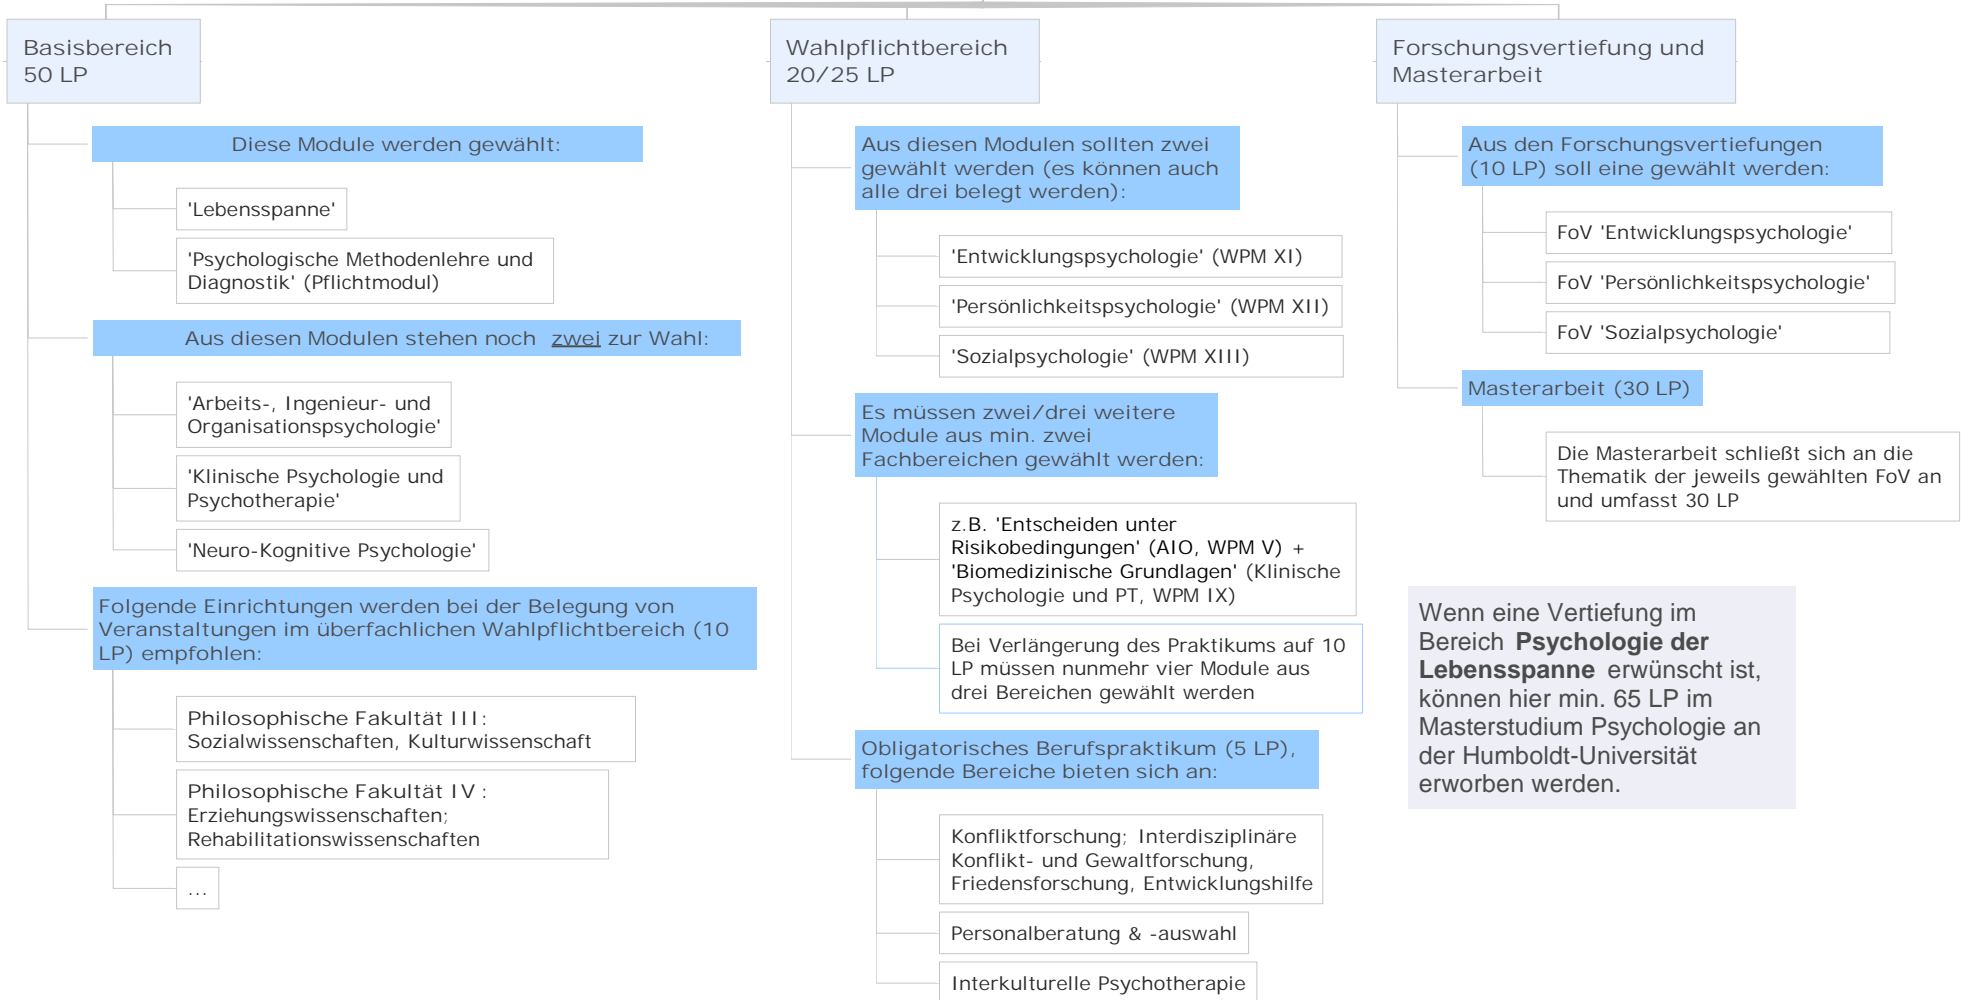 Basisbereich
50 LP
Diese Module werden gewählt:
'Lebensspanne'
'Psychologische Methodenlehre und
Diagnostik' (Pflichtmodul)
Aus diesen Modulen stehen noch zwei zur Wahl:
'Arbeits-, Ingenieur- und
Organisationspsychologie'
'Klinische Psychologie und
Psychotherapie'
'Neuro-Kognitive Psychologie'
Folgende Einrichtungen werden bei der Belegung von
Veranstaltungen im überfachlichen Wahlpflichtbereich (10
LP) empfohlen:
Philosophische Fakultät III:
Sozialwissenschaften, Kulturwissenschaft
Philosophische Fakultät IV:
Erziehungswissenschaften;
Rehabilitationswissenschaften
...
Wahlpflichtbereich
20/25 LP
Aus diesen Modulen sollten zwei
gewählt werden (es können auch
alle drei belegt werden):
'Entwicklungspsychologie' (WPM XI)
'Persönlichkeitspsychologie' (WPM XII)
'Sozialpsychologie' (WPM XIII)
Es müssen zwei/drei weitere
Module aus min. zwei
Fachbereichen gewählt werden:
z.B. 'Entscheiden unter
Risikobedingungen' (AIO, WPM V) +
'Biomedizinische Grundlagen' (Klinische
Psychologie und PT, WPM IX)
Bei Verlängerung des Praktikums auf 10
LP müssen nunmehr vier Module aus
drei Bereichen gewählt werden
Obligatorisches Berufspraktikum (5 LP),
folgende Bereiche bieten sich an:
Konfliktforschung; Interdisziplinäre
Konflikt- und Gewaltforschung,
Friedensforschung, Entwicklungshilfe
Personalberatung & -auswahl
Interkulturelle Psychotherapie
Forschungsvertiefung und
Masterarbeit
Aus den Forschungsvertiefungen
(10 LP) soll eine gewählt werden:
FoV 'Entwicklungspsychologie'
FoV 'Persönlichkeitspsychologie'
FoV 'Sozialpsychologie'
Masterarbeit (30 LP)
Die Masterarbeit schließt sich an die
Thematik der jeweils gewählten FoV an
und umfasst 30 LP
Wenn eine Vertiefung im
Bereich Psychologie der
Lebensspanne erwünscht ist,
können hier min. 65 LP im
Masterstudium Psychologie an
der Humboldt-Universität
erworben werden.